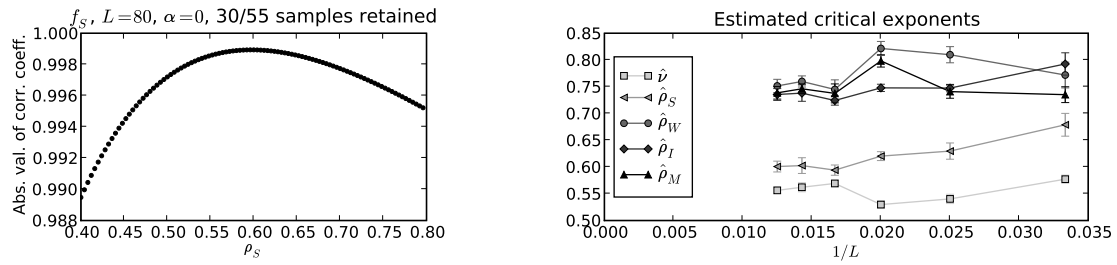 f_S, L=80, α=0, 30/55 samples retained
Abs. val. of corr. coeff.
1.000
0.998
0.996
0.994
0.992
0.990
0.988
0.40 0.45 0.50 0.55 0.60 0.65 0.70 0.75 0.80
ρ_S
Estimated critical exponents
0.85
0.80
0.75
0.70
0.65
0.60
0.55
0.50
ν̂
ρ̂_S
ρ̂_W
ρ̂_I
ρ̂_M
0.000 0.005 0.010 0.015 0.020 0.025 0.030 0.035
1/L